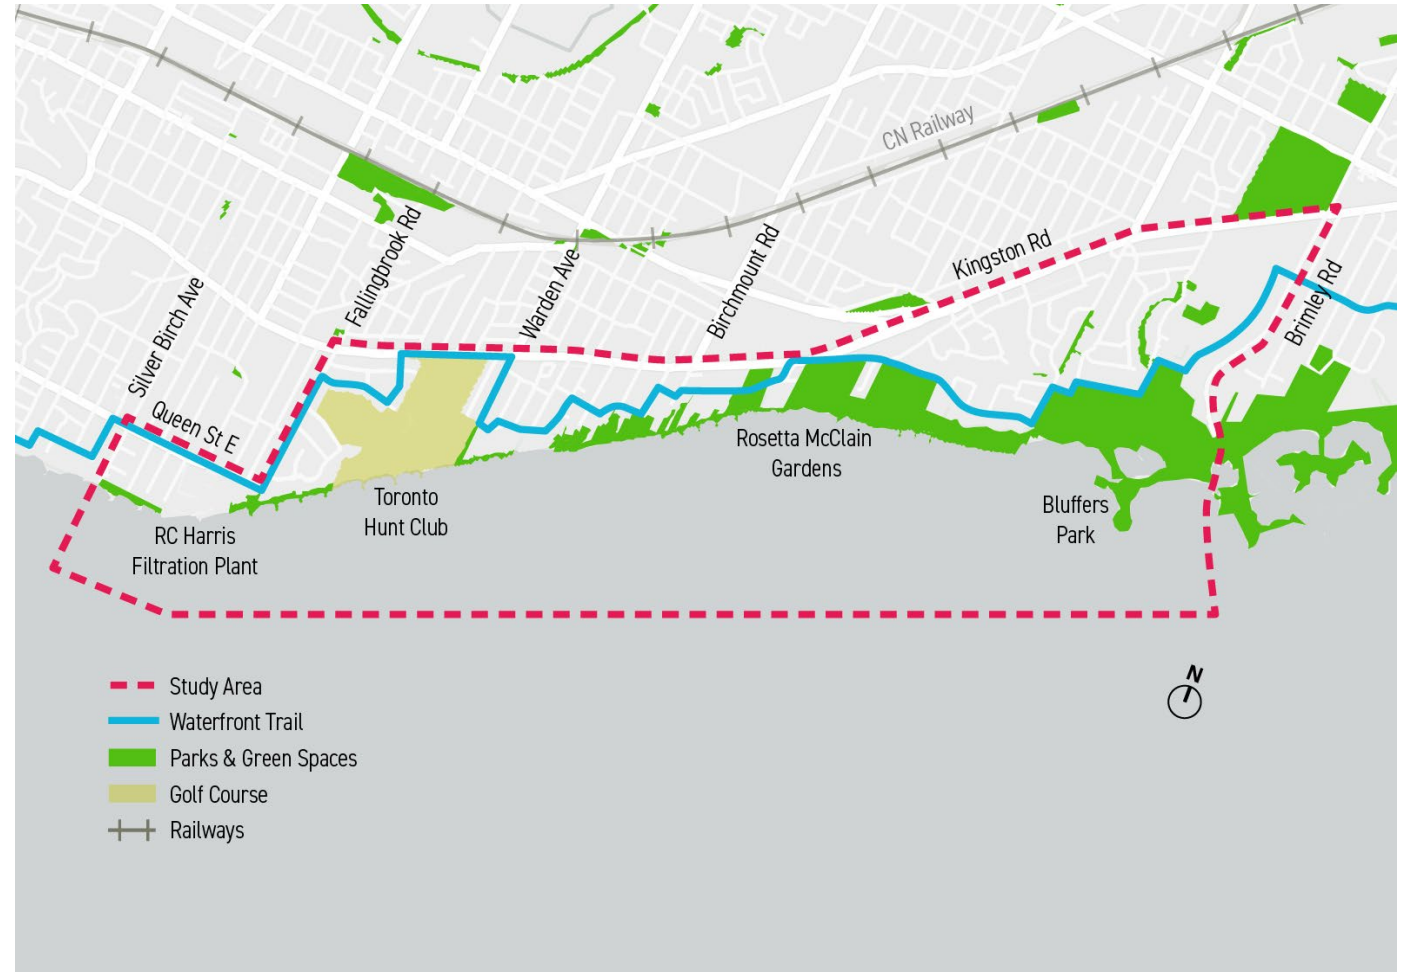 CN Railway
Fallingbrook Rd
Kingston Rd
Warden Ave
Birchmount Rd
Silver Birch Ave
Brimley Rd
Queen St E
Rosetta McClain
Gardens
Toronto
Hunt Club
Bluffers
Park
RC Harris
Filtration Plant
N
Study Area
Waterfront Trail
Parks & Green Spaces
Golf Course
Railways